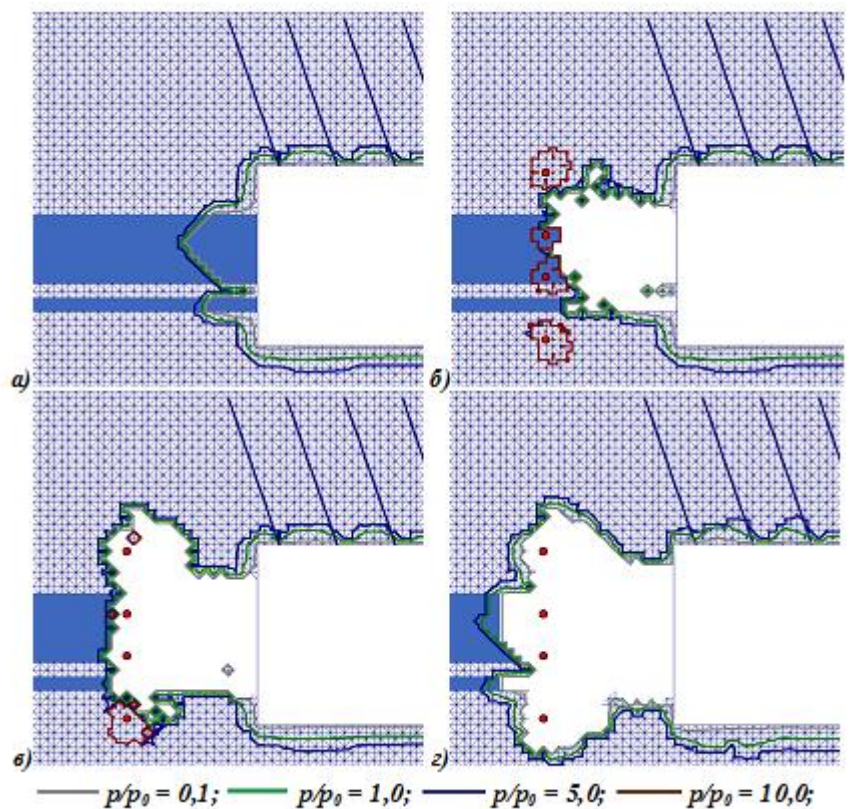 а)
б)
в)
г)
p/p₀ = 0,1; p/p₀ = 1,0; p/p₀ = 5,0; p/p₀ = 10,0;